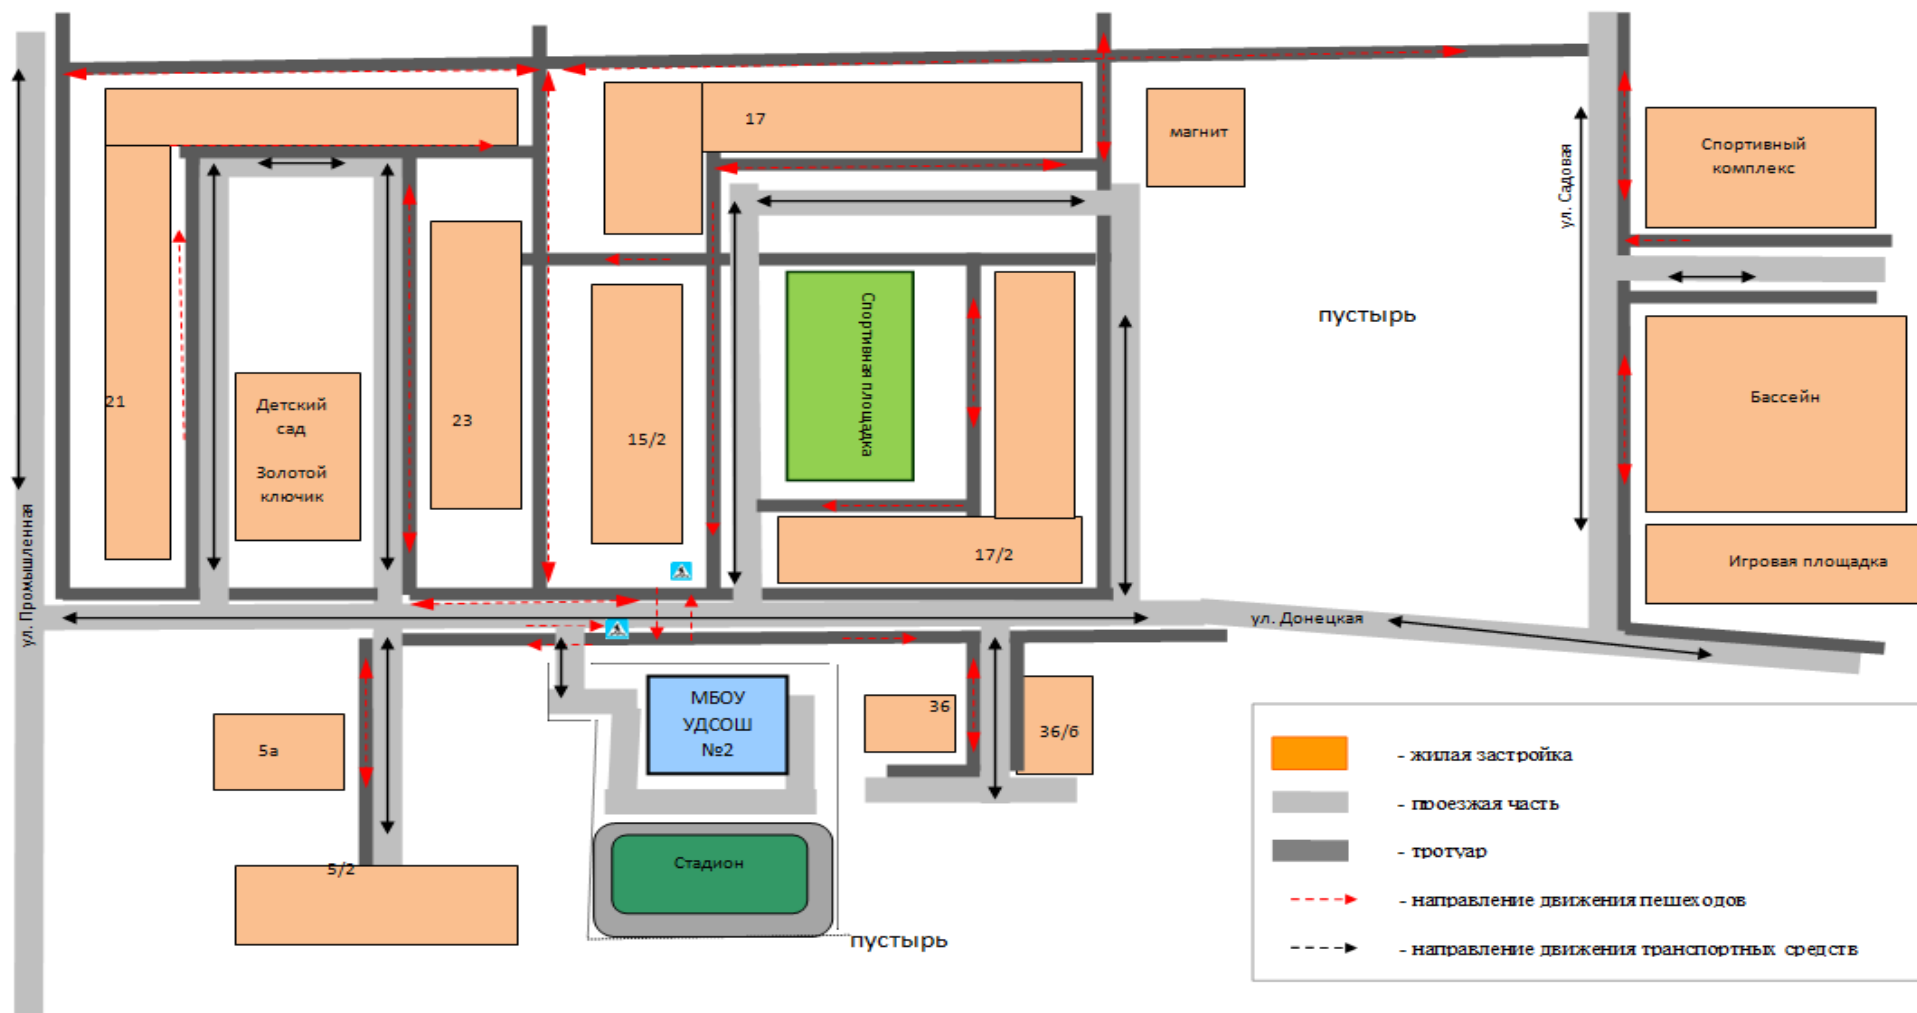 17
магнит
Спортивный
комплекс
ул. Садовая
21
Детский
сад
Золотой
ключик
23
15/2
Спортивная площадка
17/2
пустырь
Бассейн
Игровая площадка
ул. Промышленная
ул. Донецкая
5а
5/2
МБОУ
УДСОШ
№2
36
36/б
Стадион
пустырь
- жилая застройка
- проезжая часть
- тротуар
- направление движения пешеходов
- направление движения транспортных средств